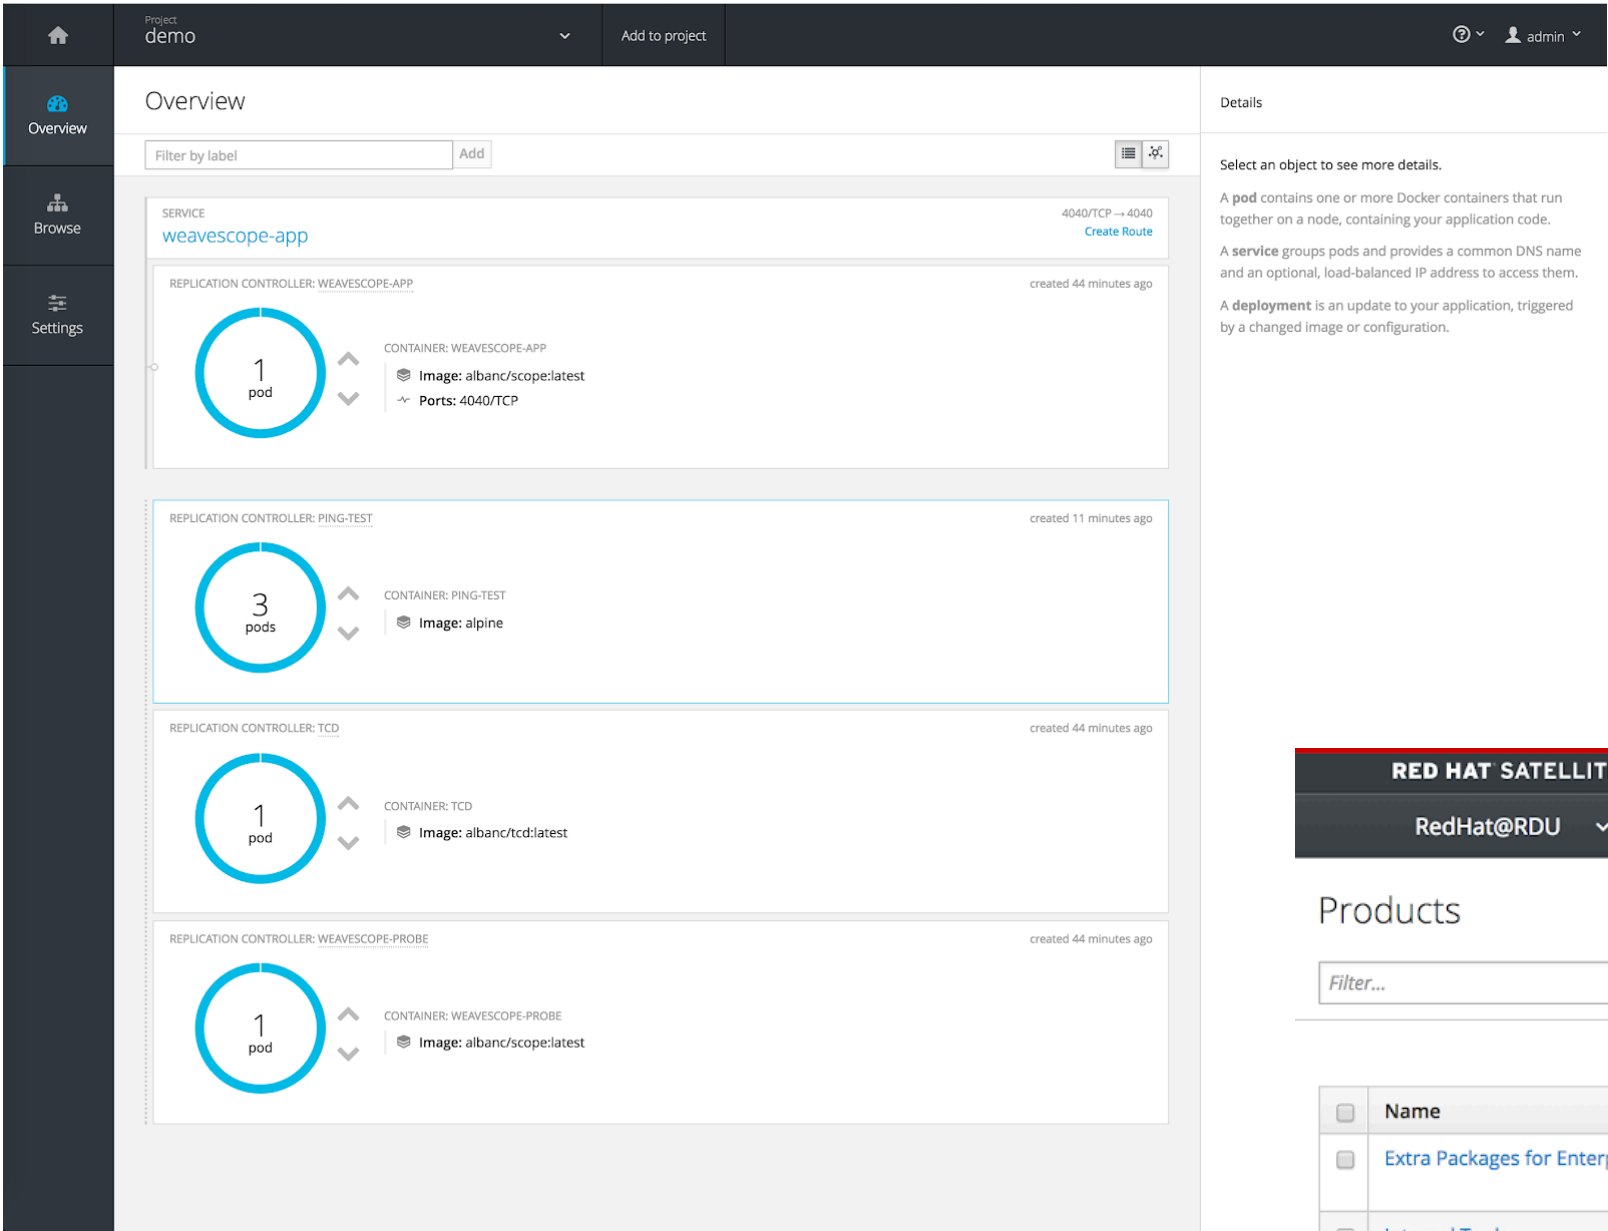 Project
demo
Add to project
admin
Overview
Browse
Settings
Overview
Filter by label
Add
SERVICE
4040/TCP → 4040
weavescope-app
Create Route
REPLICATION CONTROLLER: WEAVESCOPE-APP
created 44 minutes ago
1
pod
CONTAINER: WEAVESCOPE-APP
Image: albanc/scope:latest
Ports: 4040/TCP
REPLICATION CONTROLLER: PING-TEST
created 11 minutes ago
3
pods
CONTAINER: PING-TEST
Image: alpine
REPLICATION CONTROLLER: TCD
created 44 minutes ago
1
pod
CONTAINER: TCD
Image: albanc/tcd:latest
REPLICATION CONTROLLER: WEAVESCOPE-PROBE
created 44 minutes ago
1
pod
CONTAINER: WEAVESCOPE-PROBE
Image: albanc/scope:latest
Details
Select an object to see more details.
A pod contains one or more Docker containers that run
together on a node, containing your application code.
A service groups pods and provides a common DNS name
and an optional, load-balanced IP address to access them.
A deployment is an update to your application, triggered
by a changed image or configuration.
RED HAT SATELLIT
RedHat@RDU
Products
Filter...
Name
Extra Packages for Enter